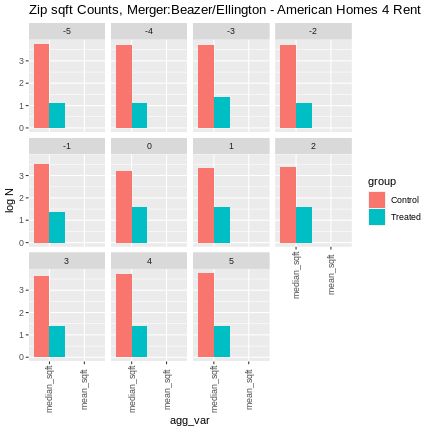 Zip sqft Counts, Merger:Beazer/Ellington - American Homes 4 Rent
-5 -4 -3 -2
3
2
1
0
-1 0 1 2
3
2
1
0
3 4 5
3
2
1
0
log N
median_sqft mean_sqft median_sqft mean_sqft median_sqft mean_sqft median_sqft mean_sqft
agg_var
group
Control
Treated